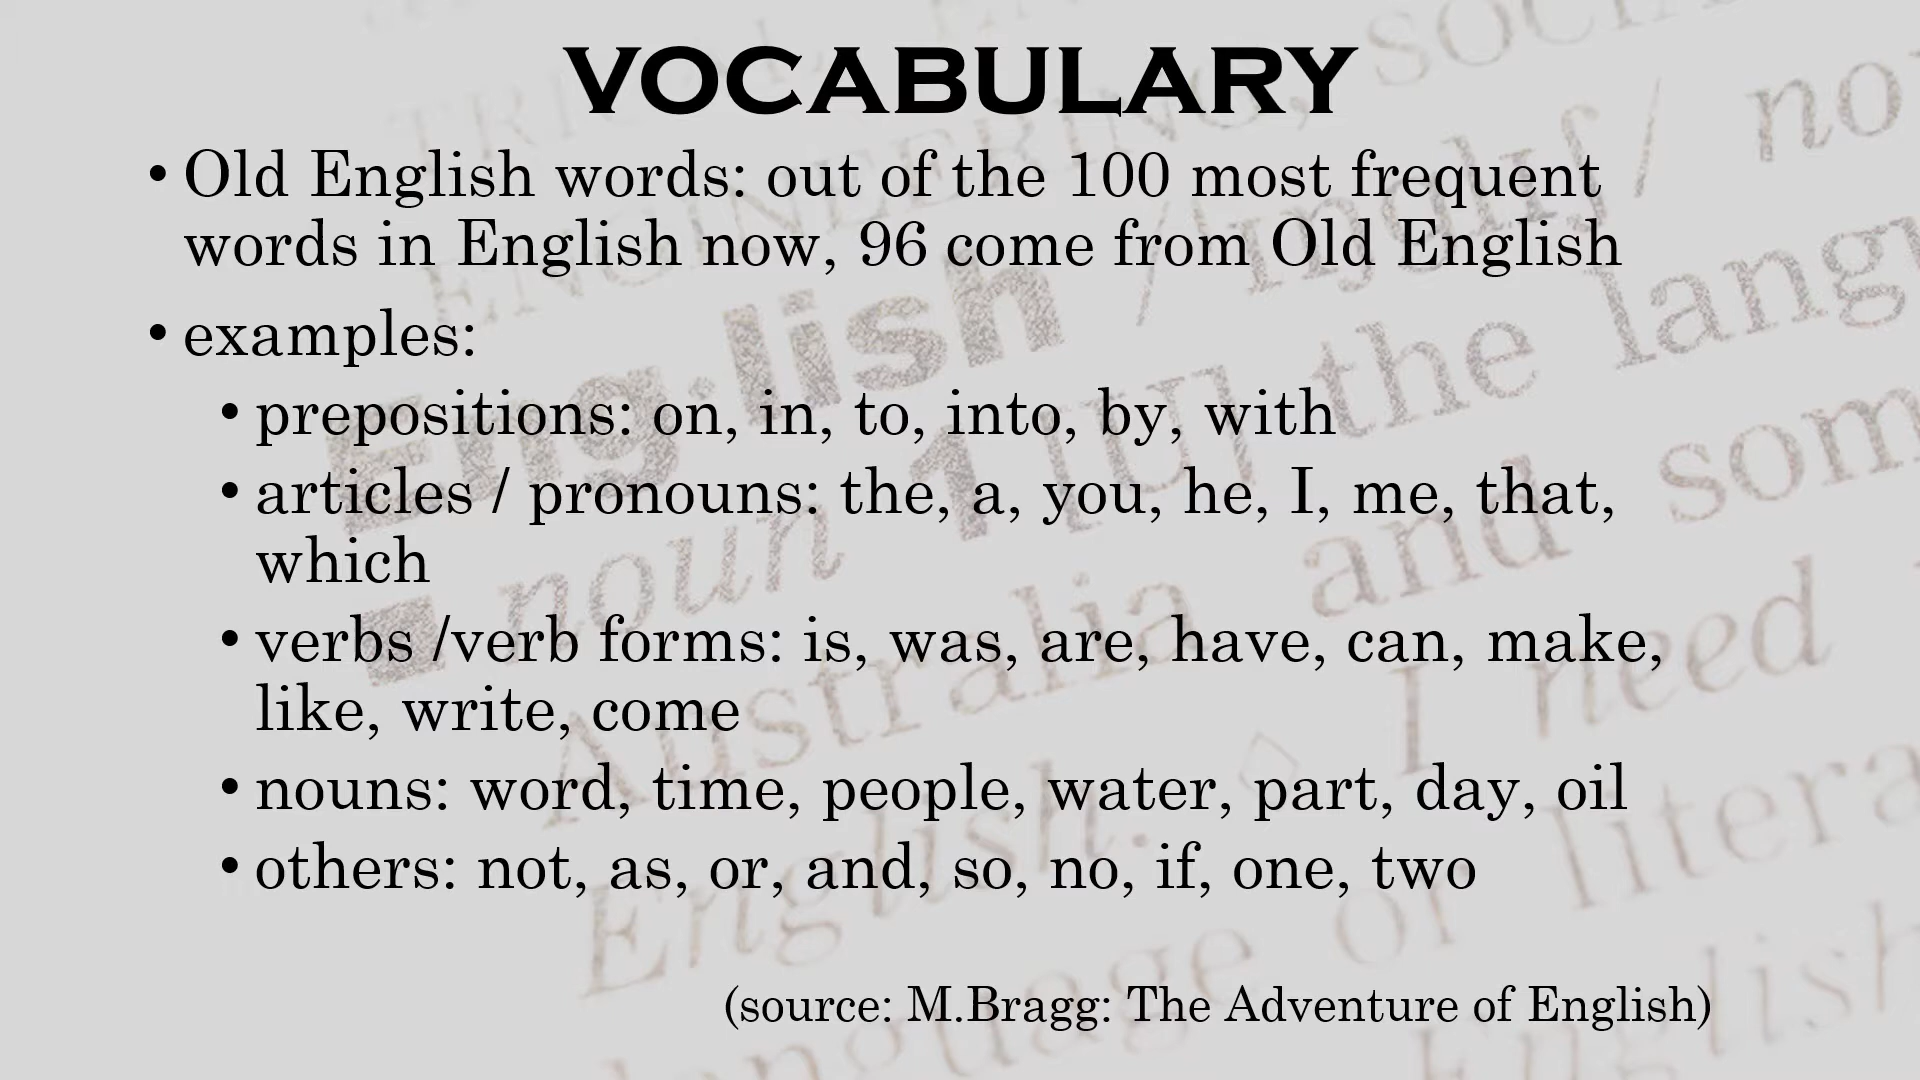 VOCABULARY
• Old English words: out of the 100 most frequent
words in English now, 96 come from Old English
• examples:
• prepositions: on, in, to, into, by, with
• articles / pronouns: the, a, you, he, I, me, that,
which
• verbs /verb forms: is, was, are, have, can, make,
like, write, come
• nouns: word, time, people, water, part, day, oil
• others: not, as, or, and, so, no, if, one, two
(source: M.Bragg: The Adventure of English)